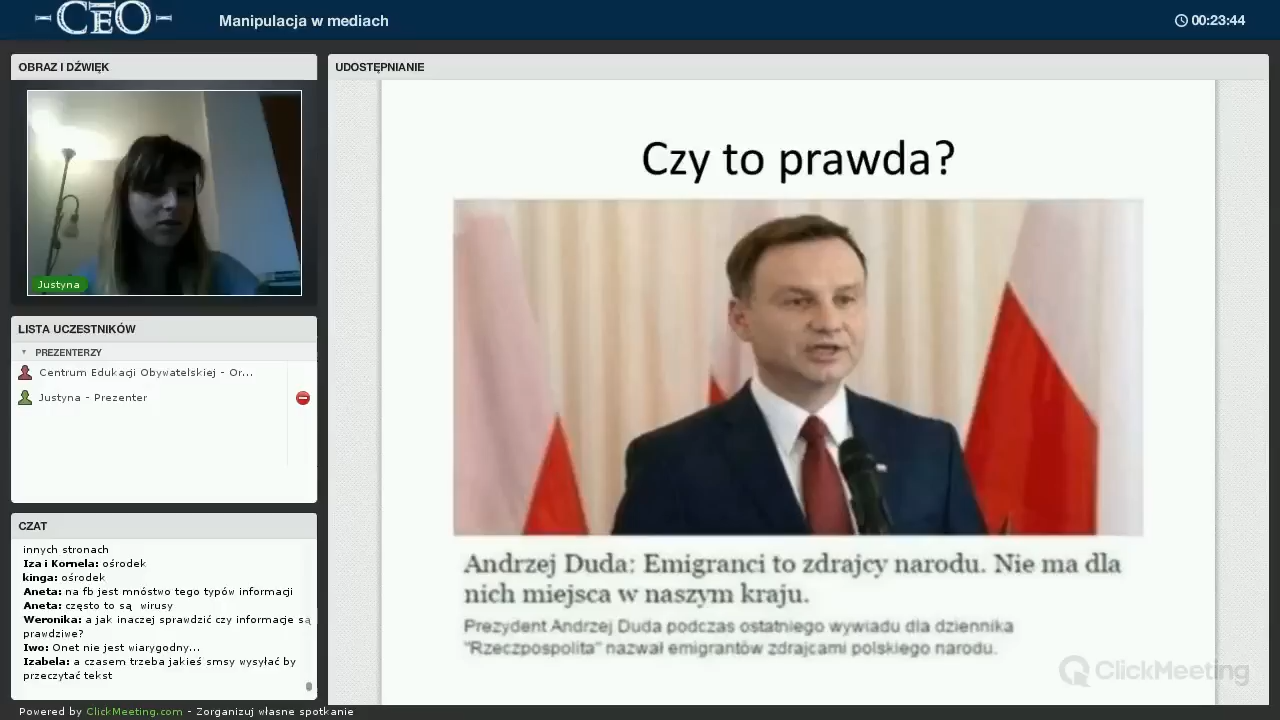 CEO
Manipulacja w mediach
00:23:44
OBRAZ I DŹWIĘK
Justyna
LISTA UCZESTNIKÓW
PREZENTERZY
Centrum Edukacji Obywatelskiej - Or...
Justyna - Prezenter
CZAT
innych stronach
Iza i Kornela: ośrodek
kinga: ośrodek
Aneta: na fb jest mnóstwo tego typów informacji
Aneta: często to są wirusy
Weronika: a jak inaczej sprawdzić czy informacje są
prawdziwe?
Iwo: Onet nie jest wiarygodny...
Izabela: a czasem trzeba jakieś smsy wysyłać by
przeczytać tekst
UDOSTĘPNIANIE
Czy to prawda?
Andrzej Duda: Emigranci to zdrajcy narodu. Nie ma dla
nich miejsca w naszym kraju.
Prezydent Andrzej Duda podczas ostatniego wywiadu dla dziennika
"Rzeczpospolita" nazwał emigrantów zdrajcami polskiego narodu.
ClickMeeting
Powered by ClickMeeting.com - Zorganizuj własne spotkanie